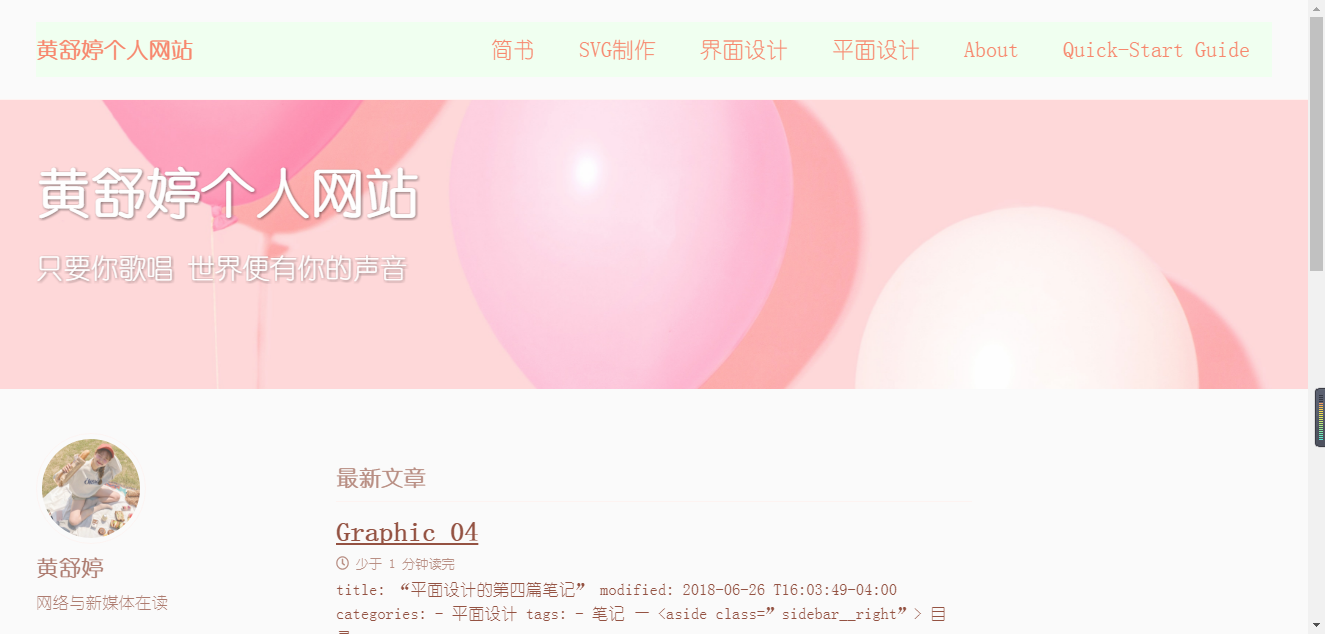 黄舒婷个人网站 简书 SVG制作 界面设计 平面设计 About Quick-Start Guide
黄舒婷个人网站
只要你歌唱 世界便有你的声音
黄舒婷
网络与新媒体在读
最新文章
Graphic 04
少于 1 分钟读完
title: “平面设计的第四篇笔记” modified: 2018-06-26 T16:03:49-04:00
categories: - 平面设计 tags: - 笔记 — <aside class=”sidebar__right”> 目